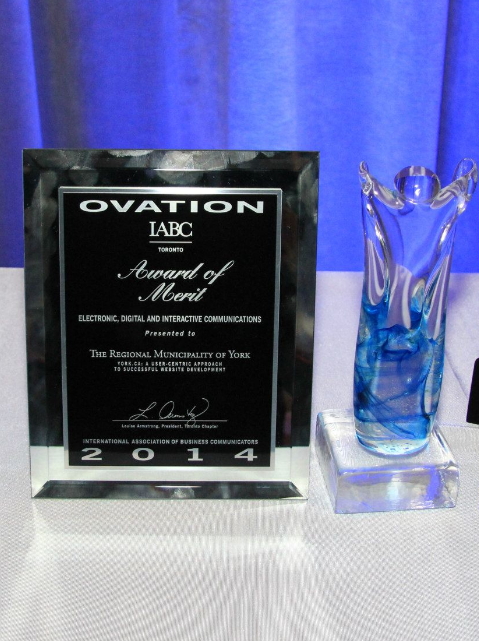 OVATION
IABC
TORONTO
Award of
Merit
ELECTRONIC, DIGITAL AND INTERACTIVE COMMUNICATIONS
Presented to
THE REGIONAL MUNICIPALITY OF YORK
YORK.CA: A USER-CENTRIC APPROACH
TO SUCCESSFUL WEBSITE DEVELOPMENT
Louise Armstrong, President, Toronto Chapter
INTERNATIONAL ASSOCIATION OF BUSINESS COMMUNICATORS
2014